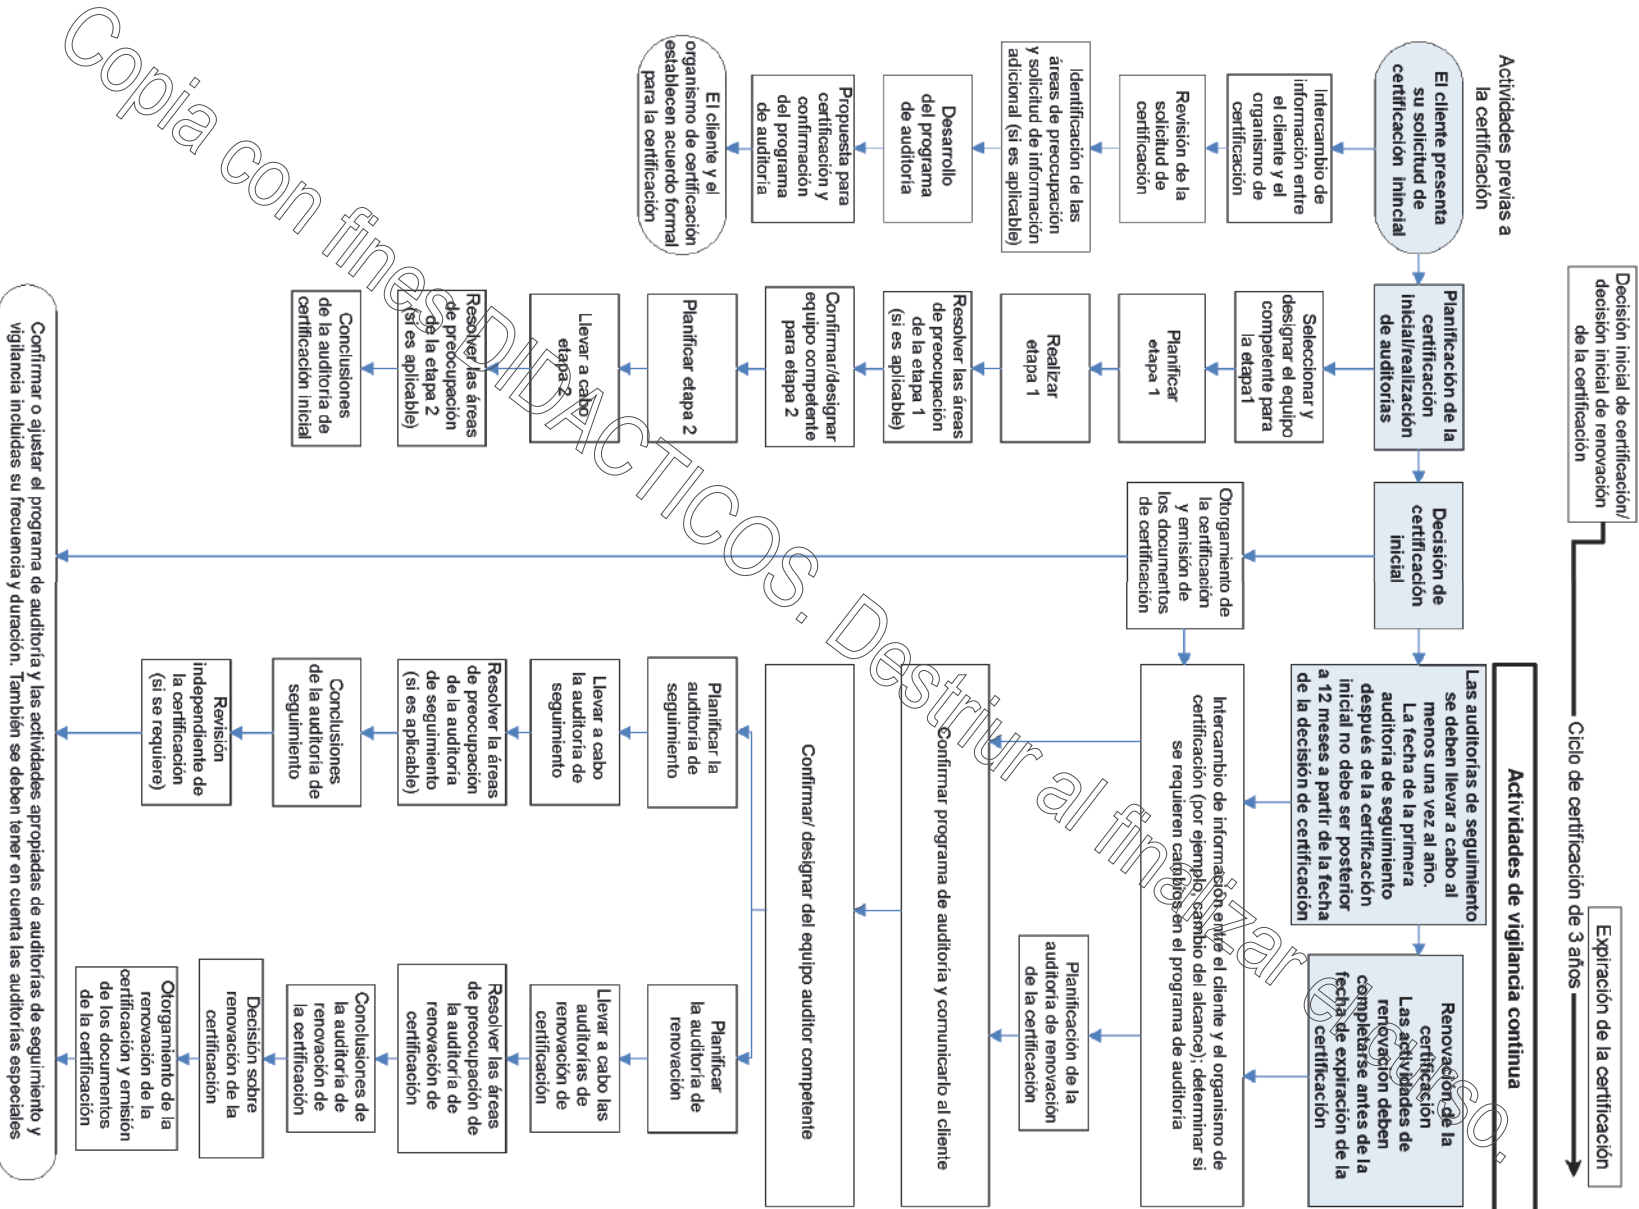 Decisión inicial de certificación/
decisión inicial de renovación
de la certificación
Ciclo de certificación de 3 años
Expiración de la certificación
Actividades previas a
la certificación
Actividades de vigilancia continua
El cliente presenta
su solicitud de
certificación inincial
Planificación de la
certificación
inicial/realización
de auditorías
Decisión de
certificación
inicial
Las auditorías de seguimiento
se deben llevar a cabo al
menos una vez al año.
La fecha de la primera
auditoría de seguimiento
después de la certificación
inicial no debe ser posterior
a 12 meses a partir de la fecha
de la decisión de certificación
Renovación de la
certificación
Las actividades de
renovacion deben
completarse antes de la
fecha de expiración de la
certificación
Intercambio de
información entre
el cliente y el
organismo de
certificación
Revisión de la
solicitud de
certificación
Identificación de las
áreas de preocupación
y solicitud de información
adicional (si es aplicable)
Desarrollo
del programa
de auditoría
Propuesta para
certificación y
confirmación
del programa
de auditoría
El cliente y el
organismo de certificación
establecen acuerdo formal
para la certificación
Seleccionar y
designar el equipo
competente para
la etapa1
Planificar
etapa 1
Realizar
etapa 1
Resolver las áreas
de preocupación
de la etapa 1
(si es aplicable)
Confirmar/designar
equipo competente
para etapa 2
Planificar etapa 2
Llevar a cabo
etapa 2
Resolver las áreas
de preocupación
de la etapa 2
(si es aplicable)
Conclusiones
de la auditoría de
certificación inicial
Otorgamiento de
la certificación
y emisión de
los documentos
de certificación
Intercambio de información entre el cliente y el organismo de
certificación (por ejemplo, cambio del alcance); determinar si
se requieren cambios en el programa de auditoría
Planificación de la
auditoría de renovación
de la certificación
Confirmar programa de auditoría y comunicarlo al cliente
Confirmar/ designar del equipo auditor competente
Planificar la
auditoría de
seguimiento
Llevar a cabo
la auditoría de
seguimiento
Resolver la áreas
de preocupación
de la auditoría
de seguimiento
(si es aplicable)
Conclusiones
de la auditoría de
seguimiento
Revisión
independiente de
la certificación
(si se requiere)
Planificar
la auditoría de
renovación
Llevar a cabo las
auditorías de
renovación de
certificación
Resolver las áreas
de preocupación de
la auditoría de
renovación de
certificación
Conclusiones de
la auditoría de
renovación de
la certificación
Decisión sobre
renovación de la
certificación
Otorgamiento de la
renovación de la
certificación y emisión
de los documentos
de la certificación
Confirmar o ajustar el programa de auditoría y las actividades apropiadas de auditorías de seguimiento y
vigilancia incluidas su frecuencia y duración. También se deben tener en cuenta las auditorías especiales
Copia con fines DIDACTICOS. Destriur al finalizar el curso.